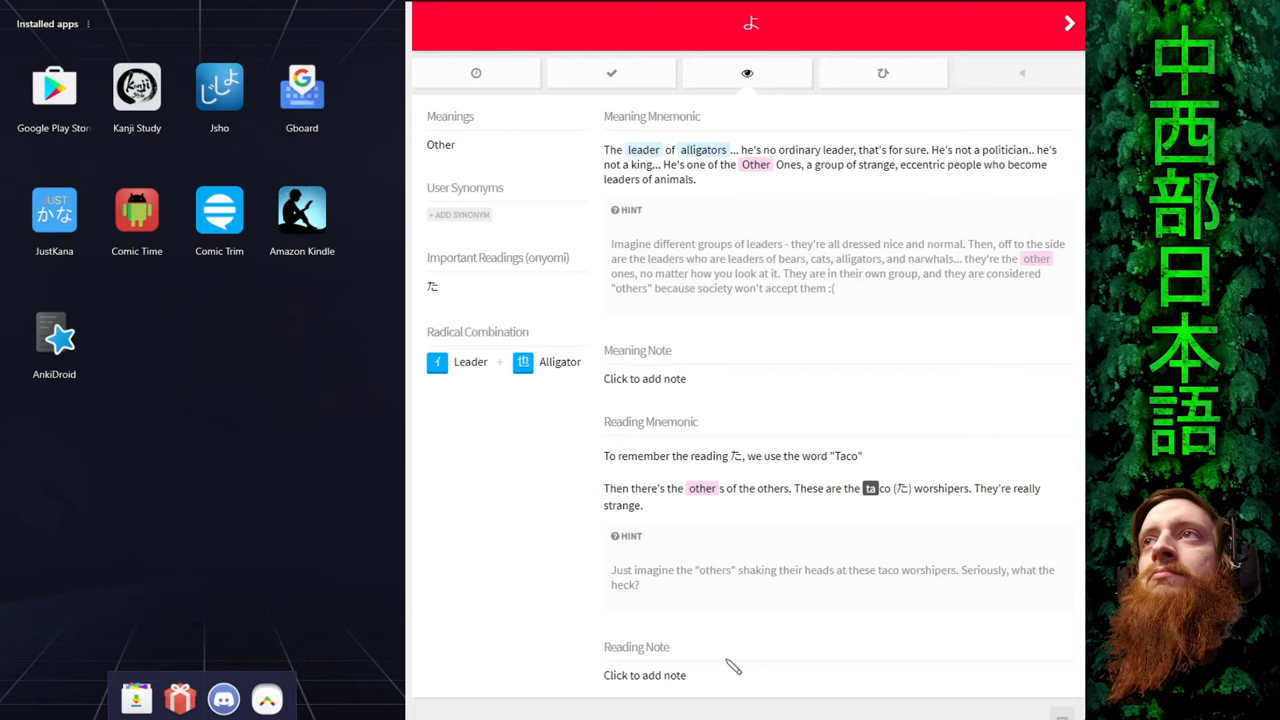 Installed apps
Google Play Stor
Kanji Study
Jsho
Gboard
JustKana
Comic Time
Comic Trim
Amazon Kindle
AnkiDroid
よ
ひ
Meanings
Other
User Synonyms
+ ADD SYNONYM
Important Readings (onyomi)
た
Radical Combination
イ Leader + 也 Alligator
Meaning Mnemonic
The leader of alligators ... he's no ordinary leader, that's for sure. He's not a politician.. he's
not a king... He's one of the Other Ones, a group of strange, eccentric people who become
leaders of animals.
HINT
Imagine different groups of leaders - they're all dressed nice and normal. Then, off to the side
are the leaders who are leaders of bears, cats, alligators, and narwhals... they're the other
ones, no matter how you look at it. They are in their own group, and they are considered
"others" because society won't accept them :(
Meaning Note
Click to add note
Reading Mnemonic
To remember the reading た, we use the word "Taco"
Then there's the other s of the others. These are the ta co (た) worshipers. They're really
strange.
HINT
Just imagine the "others" shaking their heads at these taco worshipers. Seriously, what the
heck?
Reading Note
Click to add note
中西部日本語